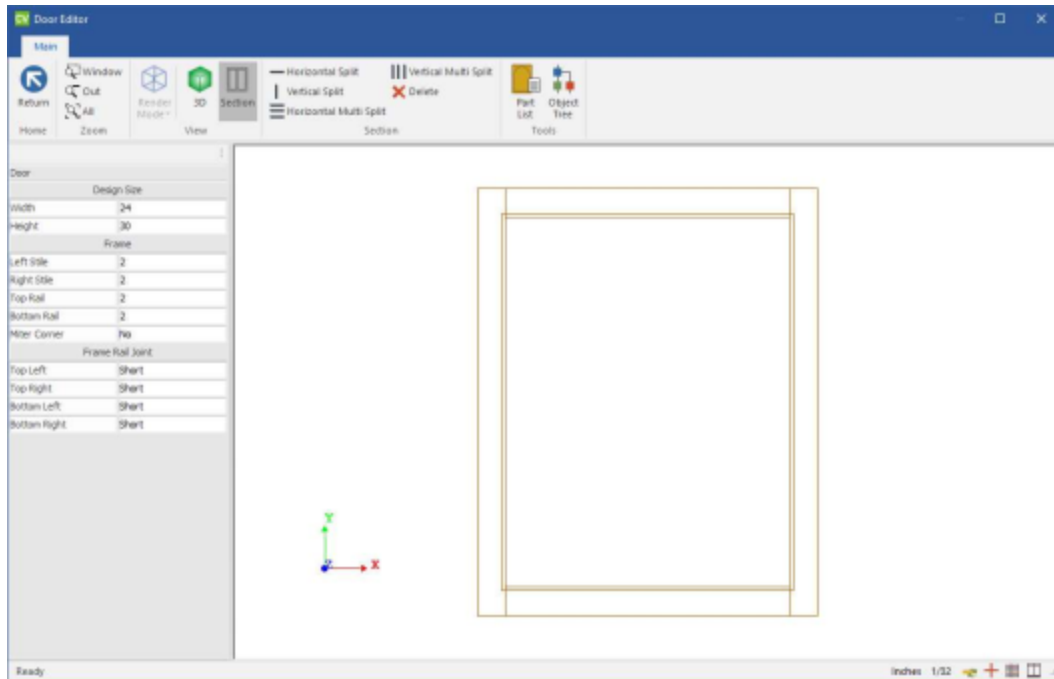 CV Door Editor
Main
Return
Window
Out
All
Render Mode
3D
Section
Horizontal Split
Vertical Split
Horizontal Multi Split
Vertical Multi Split
Delete
Part List
Object Tree
Home
Zoom
View
Section
Tools
Door
Design Size
Width 24
Height 30
Frame
Left Stile 2
Right Stile 2
Top Rail 2
Bottom Rail 2
Miter Corner No
Frame Rail Joint
Top Left Short
Top Right Short
Bottom Left Short
Bottom Right Short
Y
Z X
Ready
Inches 1/32